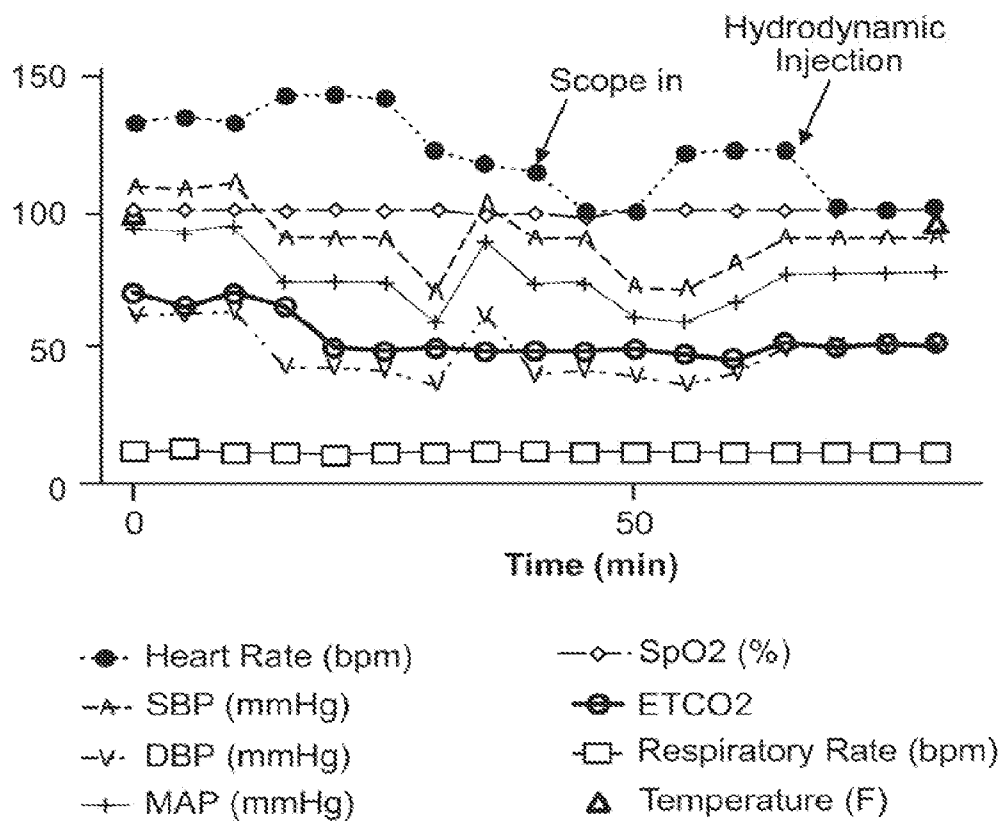 Hydrodynamic
Injection
Scope in
150
100
50
0
0
50
Time (min)
Heart Rate (bpm)
SBP (mmHg)
DBP (mmHg)
MAP (mmHg)
SpO2 (%)
ETCO2
Respiratory Rate (bpm)
Temperature (F)